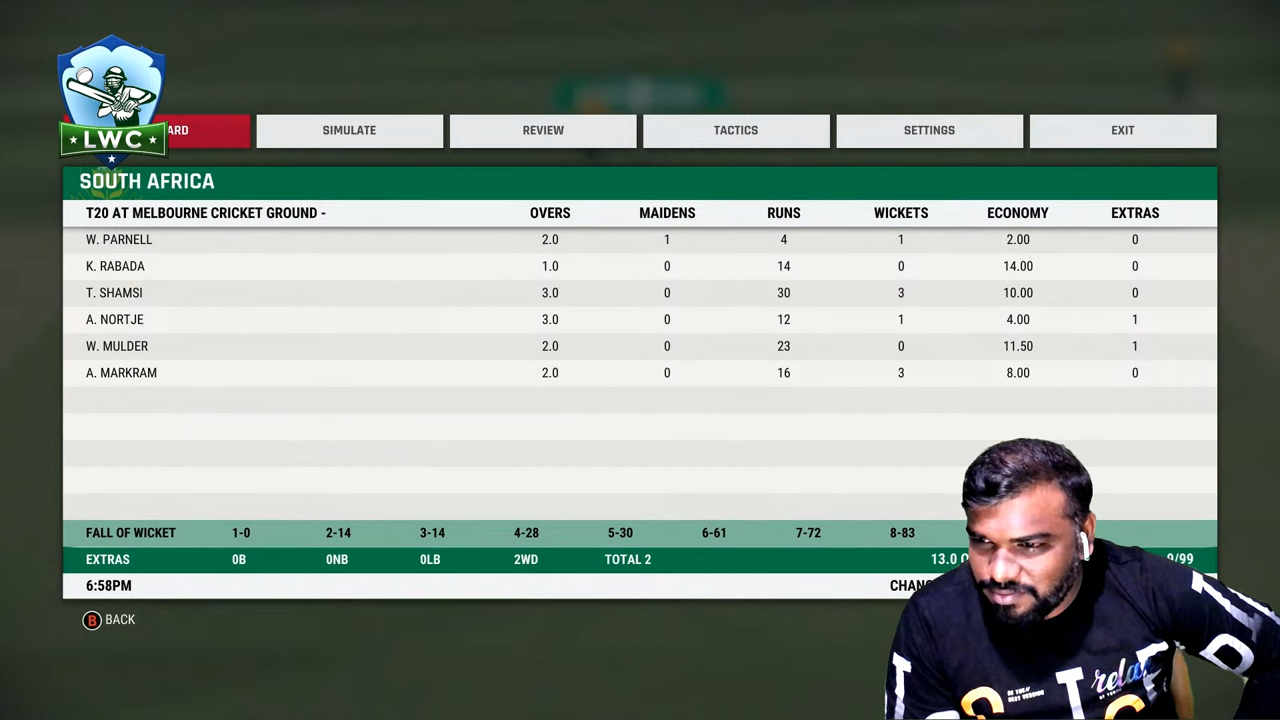 LWC
ARD SIMULATE REVIEW TACTICS SETTINGS EXIT
SOUTH AFRICA
T20 AT MELBOURNE CRICKET GROUND - OVERS MAIDENS RUNS WICKETS ECONOMY EXTRAS
W. PARNELL 2.0 1 4 1 2.00 0
K. RABADA 1.0 0 14 0 14.00 0
T. SHAMSI 3.0 0 30 3 10.00 0
A. NORTJE 3.0 0 12 1 4.00 1
W. MULDER 2.0 0 23 0 11.50 1
A. MARKRAM 2.0 0 16 3 8.00 0
FALL OF WICKET 1-0 2-14 3-14 4-28 5-30 6-61 7-72 8-83
EXTRAS 0B 0NB 0LB 2WD TOTAL 2 13.0 9/99
6:58PM
B BACK
relax